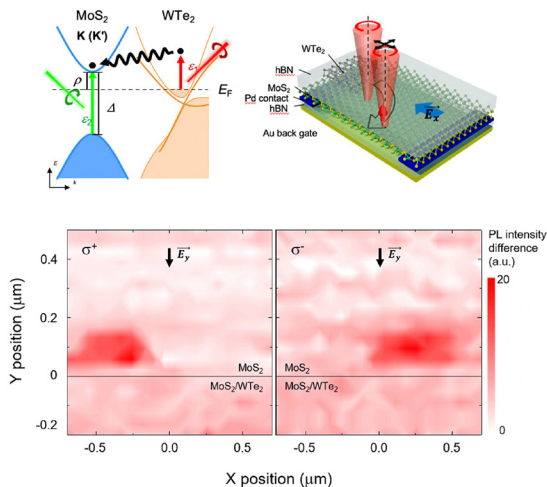 MoS2
K (K')
WTe2
ρ
ε2
Δ
ε1
EF
ε
k
WTe2
hBN
MoS2
Pd contact
hBN
Au back gate
Ex
PL intensity
difference
(a.u.)
20
0
σ+
Ey
σ-
Ey
Y position (μm)
0.4
0.2
0
-0.2
MoS2
MoS2/WTe2
MoS2
MoS2/WTe2
-0.5
0.0
0.5
-0.5
0.0
0.5
X position (μm)